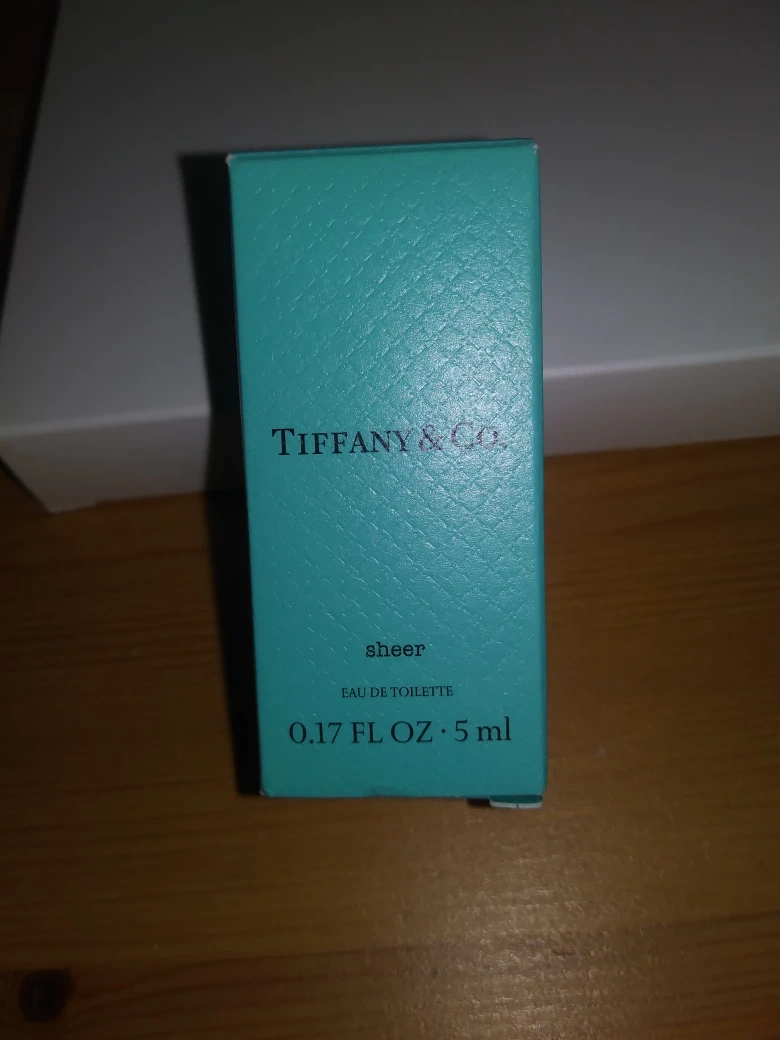 TIFFANY & CO.
sheer
EAU DE TOILETTE
0.17 FL OZ · 5 ml